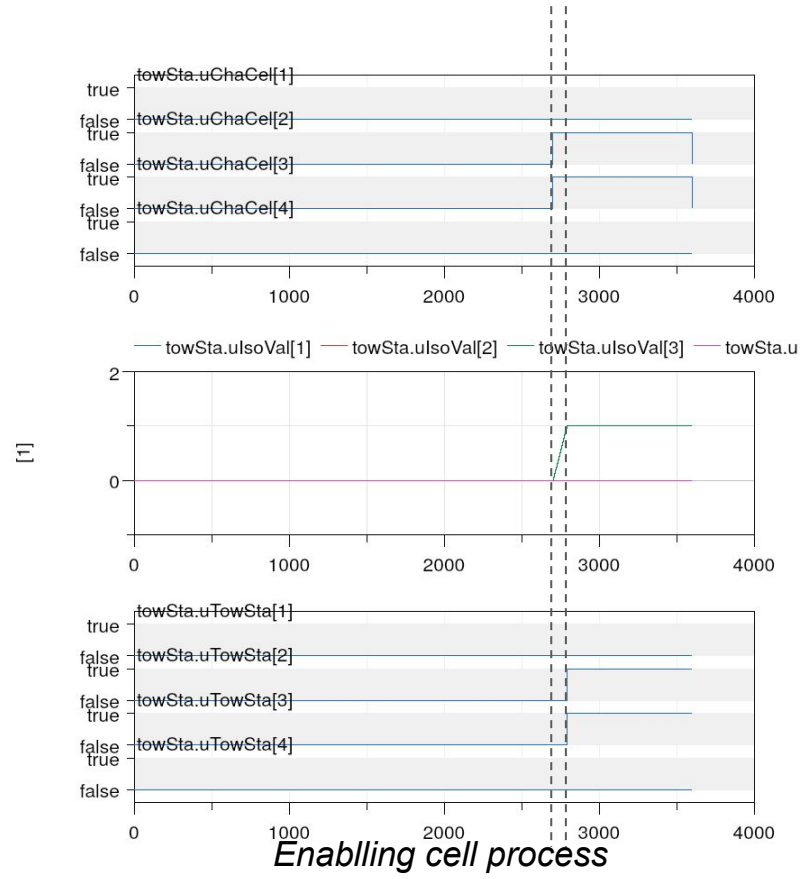 towSta.uChaCel[1]
true
false
towSta.uChaCel[2]
true
false
towSta.uChaCel[3]
true
false
towSta.uChaCel[4]
true
false
0 1000 2000 3000 4000
towSta.uIsoVal[1] towSta.uIsoVal[2] towSta.uIsoVal[3] towSta.u
2
[1]
0
0 1000 2000 3000 4000
towSta.uTowSta[1]
true
false
towSta.uTowSta[2]
true
false
towSta.uTowSta[3]
true
false
towSta.uTowSta[4]
true
false
0 1000 2000 3000 4000
Enablling cell process